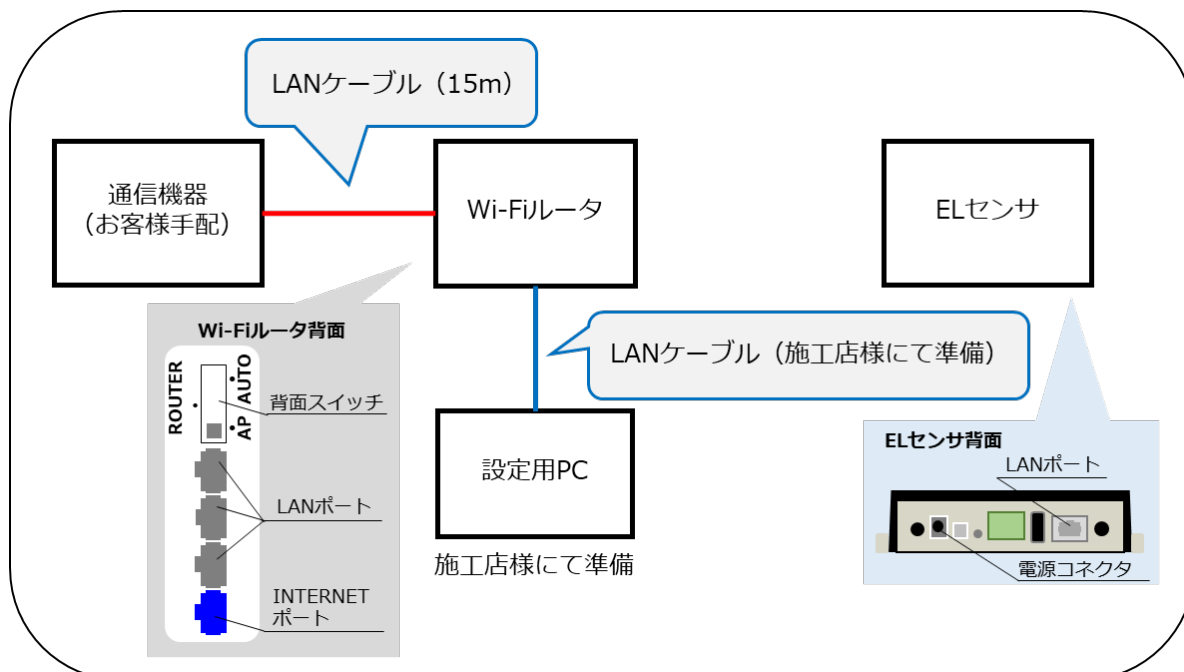 LANケーブル（15m）
通信機器
（お客様手配）
Wi-Fiルータ
ELセンサ
LANケーブル（施工店様にて準備）
Wi-Fiルータ背面
ROUTER
AUTO
AP
背面スイッチ
LANポート
INTERNET
ポート
設定用PC
施工店様にて準備
ELセンサ背面
LANポート
電源コネクタ